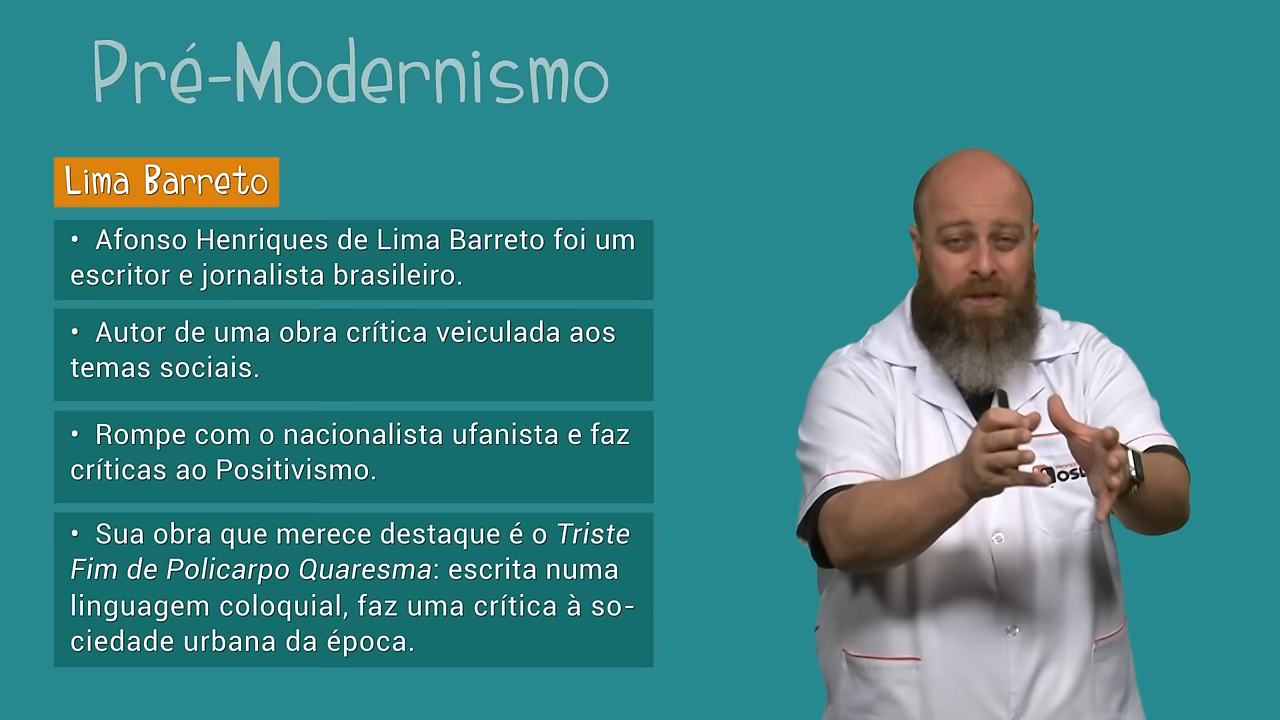 Pré-Modernismo
Lima Barreto
• Afonso Henriques de Lima Barreto foi um
escritor e jornalista brasileiro.
• Autor de uma obra crítica veiculada aos
temas sociais.
• Rompe com o nacionalista ufanista e faz
críticas ao Positivismo.
• Sua obra que merece destaque é o Triste
Fim de Policarpo Quaresma: escrita numa
linguagem coloquial, faz uma crítica à so-
ciedade urbana da época.